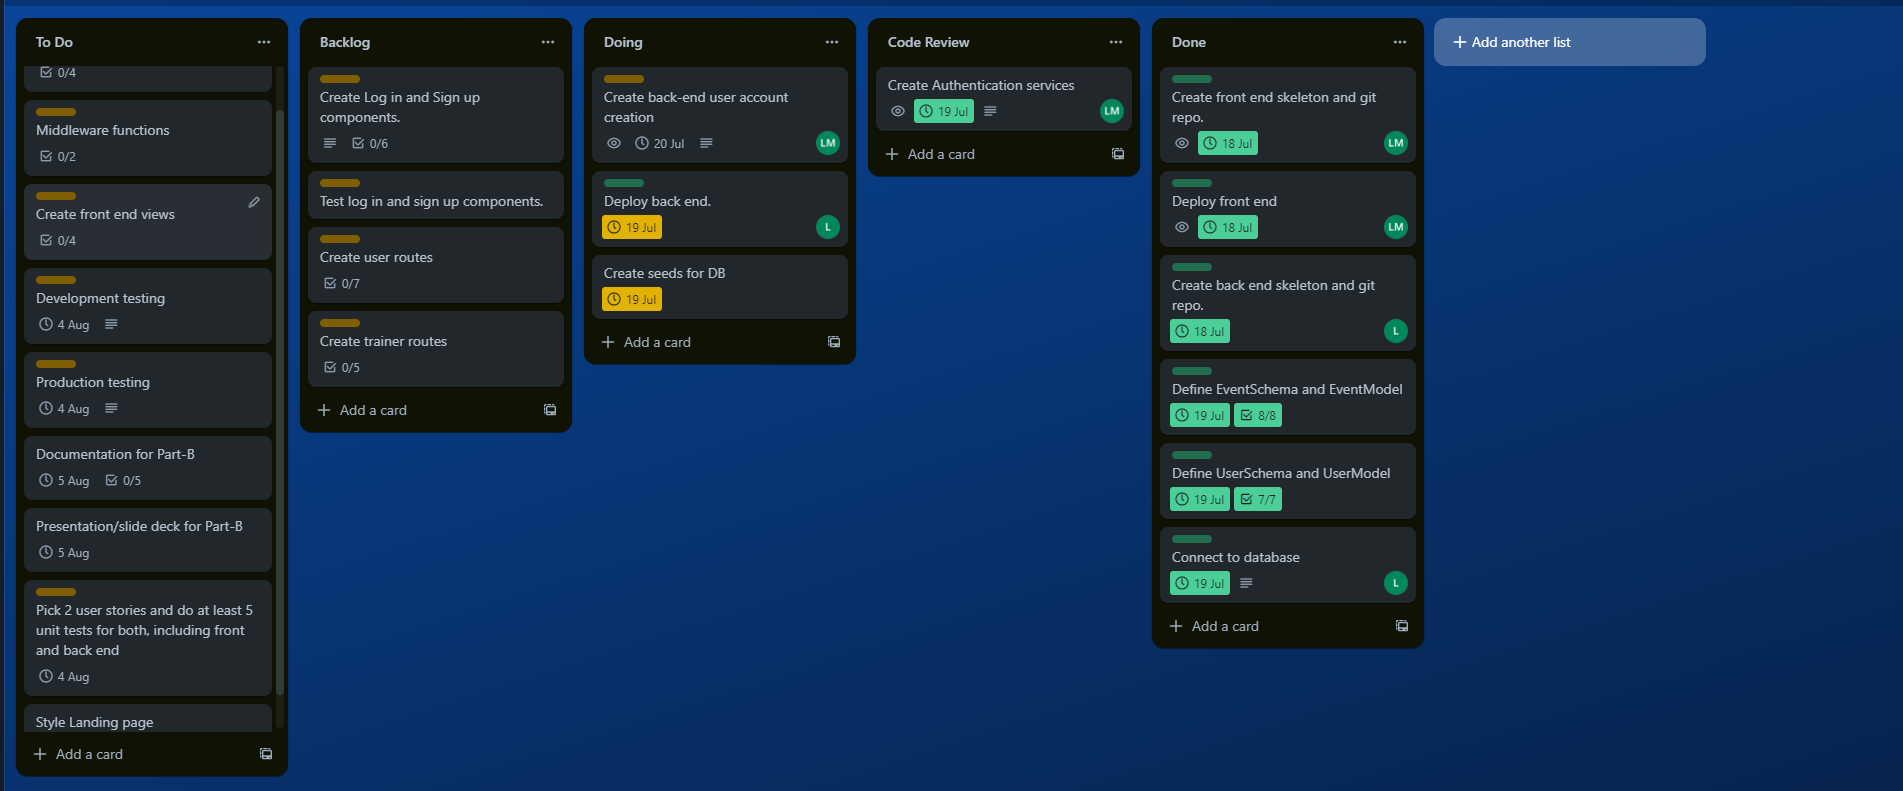 To Do
0/4
Middleware functions
0/2
Create front end views
0/4
Development testing
4 Aug
Production testing
4 Aug
Documentation for Part-B
5 Aug 0/5
Presentation/slide deck for Part-B
5 Aug
Pick 2 user stories and do at least 5
unit tests for both, including front
and back end
4 Aug
Style Landing page
+ Add a card
Backlog
Create Log in and Sign up
components.
0/6
Test log in and sign up components.
Create user routes
0/7
Create trainer routes
0/5
+ Add a card
Doing
Create back-end user account
creation
20 Jul LM
Deploy back end.
19 Jul L
Create seeds for DB
19 Jul
+ Add a card
Code Review
Create Authentication services
19 Jul LM
+ Add a card
Done
Create front end skeleton and git
repo.
18 Jul LM
Deploy front end
18 Jul LM
Create back end skeleton and git
repo.
18 Jul L
Define EventSchema and EventModel
19 Jul 8/8
Define UserSchema and UserModel
19 Jul 7/7
Connect to database
19 Jul L
+ Add a card
+ Add another list